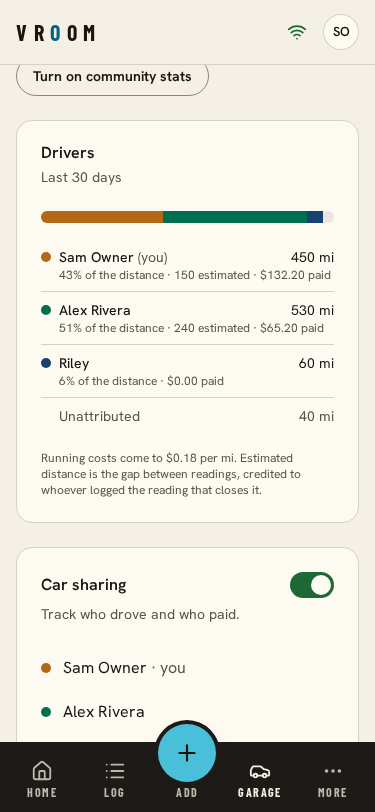 VROOM
SO
Turn on community stats
Drivers
Last 30 days
Sam Owner (you) 450 mi
43% of the distance · 150 estimated · $132.20 paid
Alex Rivera 530 mi
51% of the distance · 240 estimated · $65.20 paid
Riley 60 mi
6% of the distance · $0.00 paid
Unattributed 40 mi
Running costs come to $0.18 per mi. Estimated
distance is the gap between readings, credited to
whoever logged the reading that closes it.
Car sharing
Track who drove and who paid.
Sam Owner · you
Alex Rivera
HOME LOG ADD GARAGE MORE